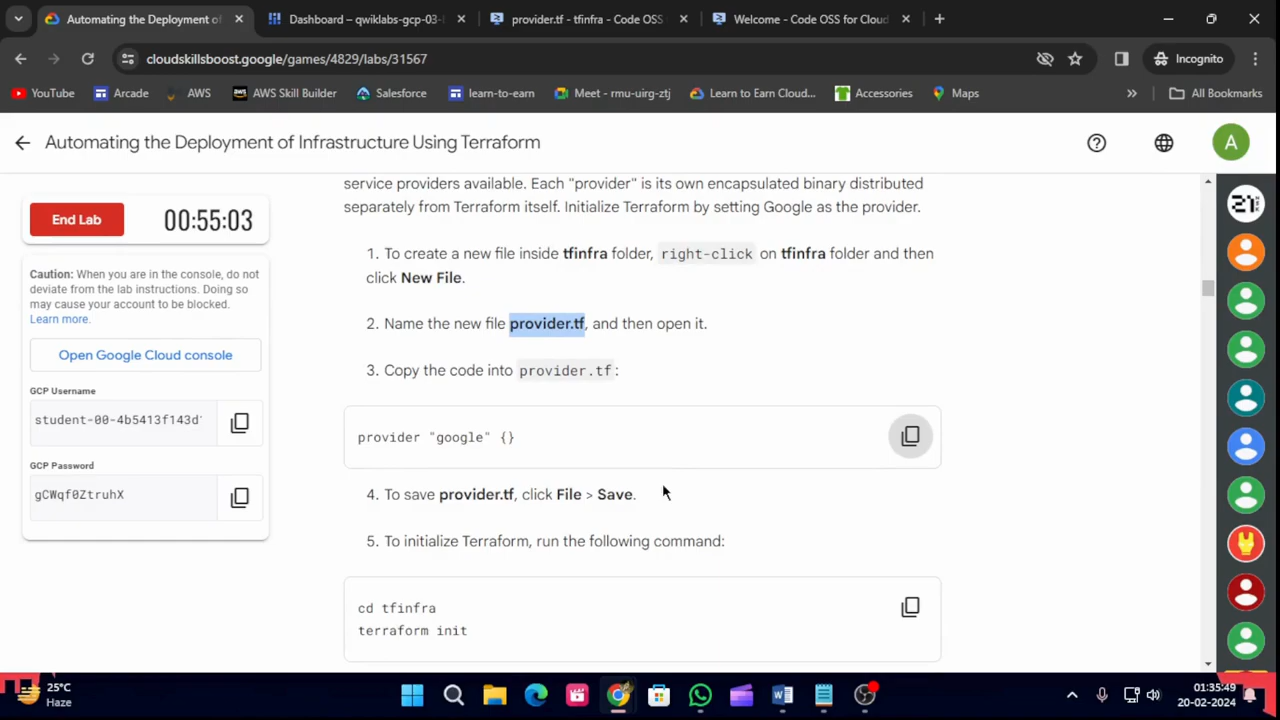 Automating the Deployment of
Dashboard – qwiklabs-gcp-03-
provider.tf - tfinfra - Code OSS
Welcome - Code OSS for Cloud
cloudskillsboost.google/games/4829/labs/31567
Incognito
YouTube
Arcade
AWS
AWS Skill Builder
Salesforce
learn-to-earn
Meet - rmu-uirg-ztj
Learn to Earn Cloud...
Accessories
Maps
All Bookmarks
Automating the Deployment of Infrastructure Using Terraform
A
End Lab
00:55:03
Caution: When you are in the console, do not
deviate from the lab instructions. Doing so
may cause your account to be blocked.
Learn more.
Open Google Cloud console
GCP Username
student-00-4b5413f143d
GCP Password
gCWqf0ZtruhX
service providers available. Each "provider" is its own encapsulated binary distributed
separately from Terraform itself. Initialize Terraform by setting Google as the provider.
1. To create a new file inside tfinfra folder, right-click on tfinfra folder and then
click New File.
2. Name the new file provider.tf, and then open it.
3. Copy the code into provider.tf:
provider "google" {}
4. To save provider.tf, click File > Save.
5. To initialize Terraform, run the following command:
cd tfinfra
terraform init
25°C
Haze
01:35:49
20-02-2024